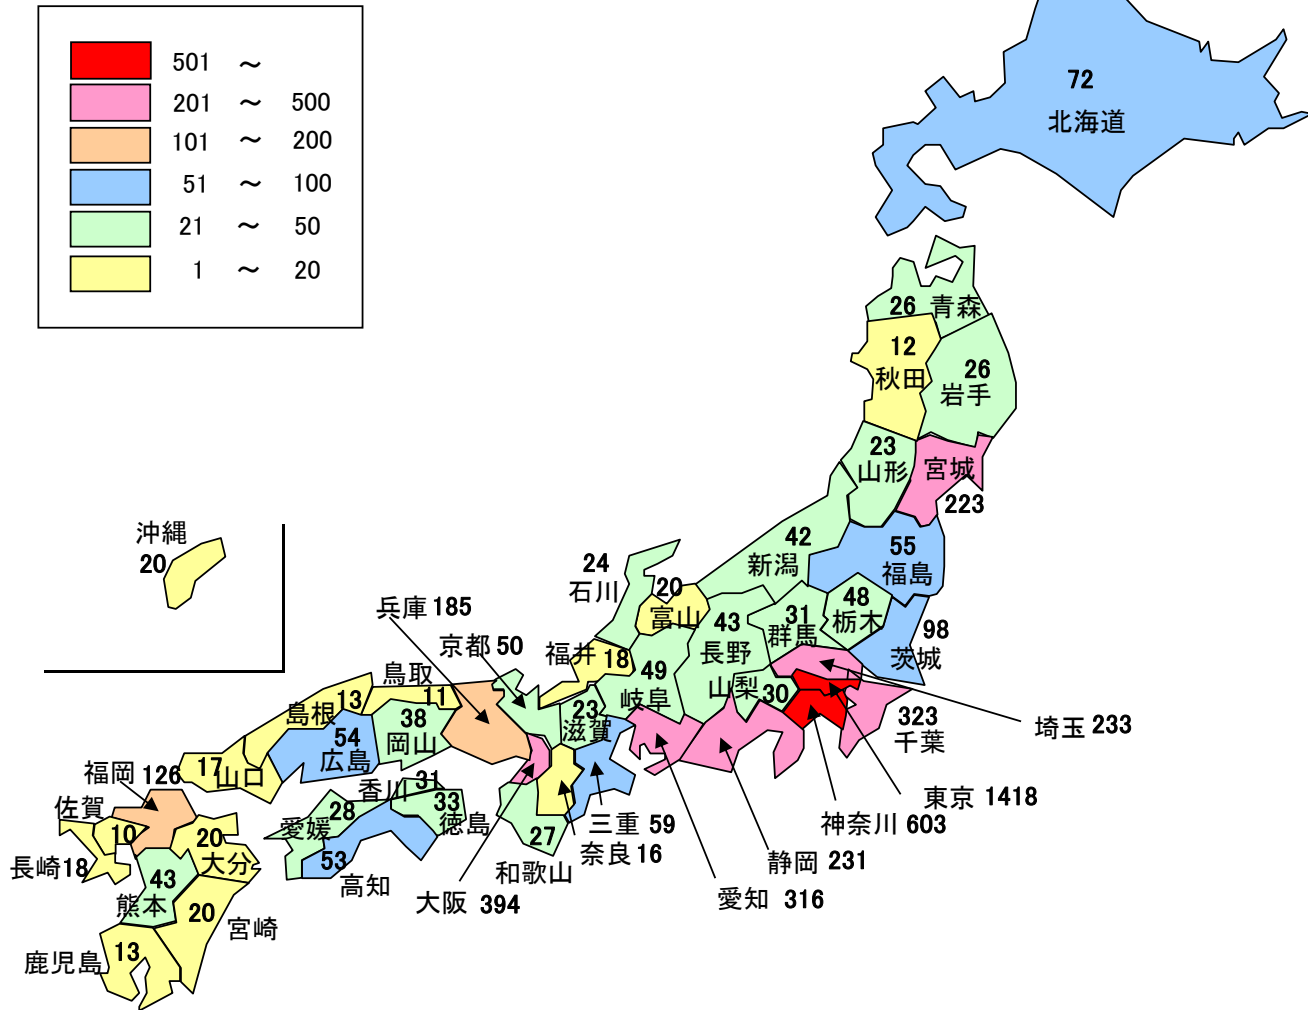 501 ～
201 ～ 500
101 ～ 200
51 ～ 100
21 ～ 50
1 ～ 20
72
北海道
26 青森
12
秋田
26
岩手
23
山形
宮城
223
沖縄
20
42
新潟
55
福島
24
石川
20
富山
48
栃木
31
群馬
43
長野
98
茨城
兵庫 185
京都 50
福井 18
49
岐阜
山梨 30
鳥取
11
13
島根
38
岡山
54
広島
23
滋賀
323
千葉
埼玉 233
17 山口
福岡 126
香川 31
33
徳島
28
愛媛
53
高知
佐賀
10
20
大分
長崎 18
43
熊本
20
宮崎
鹿児島 13
27
和歌山
三重 59
奈良 16
大阪 394
東京 1418
神奈川 603
静岡 231
愛知 316